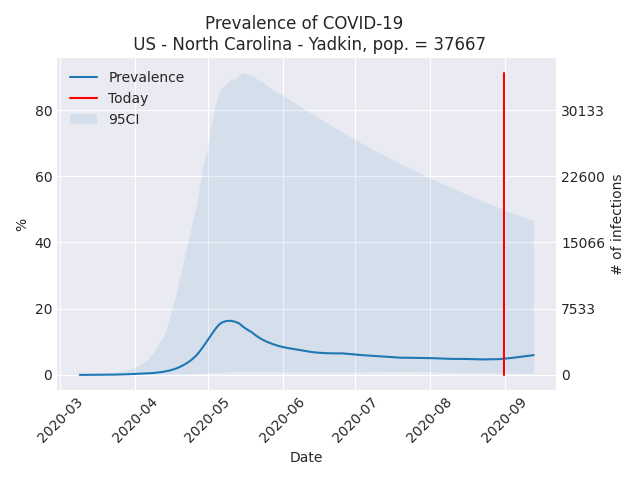 Prevalence of COVID-19
US - North Carolina - Yadkin, pop. = 37667
Prevalence
Today
95CI
80
60
40
20
0
%
30133
22600
15066
7533
0
# of infections
2020-03
2020-04
2020-05
2020-06
2020-07
2020-08
2020-09
Date